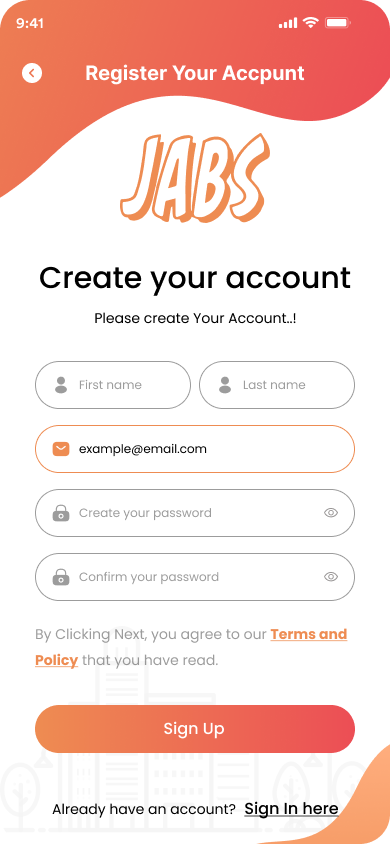 9:41
Register Your Accpunt
JABS
Create your account
Please create Your Account..!
First name
Last name
example@email.com
Create your password
Confirm your password
By Clicking Next, you agree to our Terms and
Policy that you have read.
Sign Up
Already have an account? Sign In here